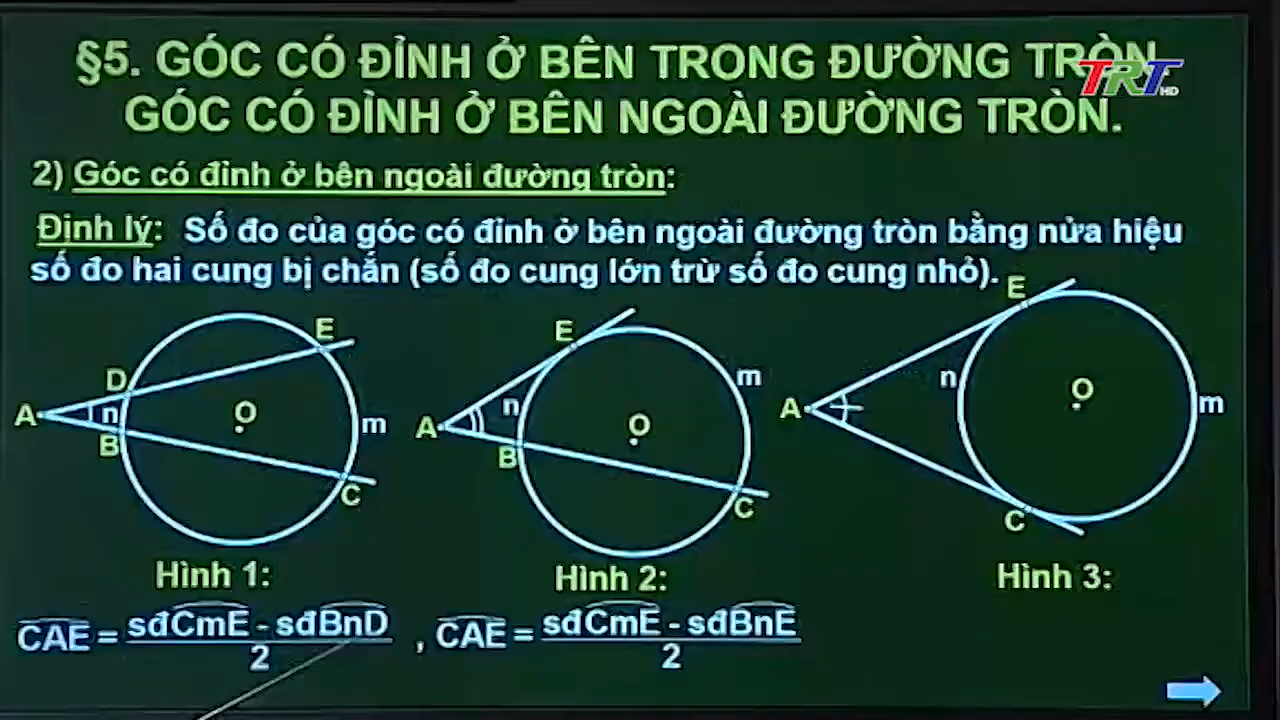 §5. GÓC CÓ ĐỈNH Ở BÊN TRONG ĐƯỜNG TRÒN
TRT HD
GÓC CÓ ĐỈNH Ở BÊN NGOÀI ĐƯỜNG TRÒN.
2) Góc có đỉnh ở bên ngoài đường tròn:
Định lý: Số đo của góc có đỉnh ở bên ngoài đường tròn bằng nửa hiệu
số đo hai cung bị chắn (số đo cung lớn trừ số đo cung nhỏ).
E
D
A
n
B
O
m
C
E
m
n
A
O
B
C
E
n
A
O
m
C
Hình 1:
Hình 2:
Hình 3:
CAE = sđCmE - sđBnD / 2 , CAE = sđCmE - sđBnE / 2